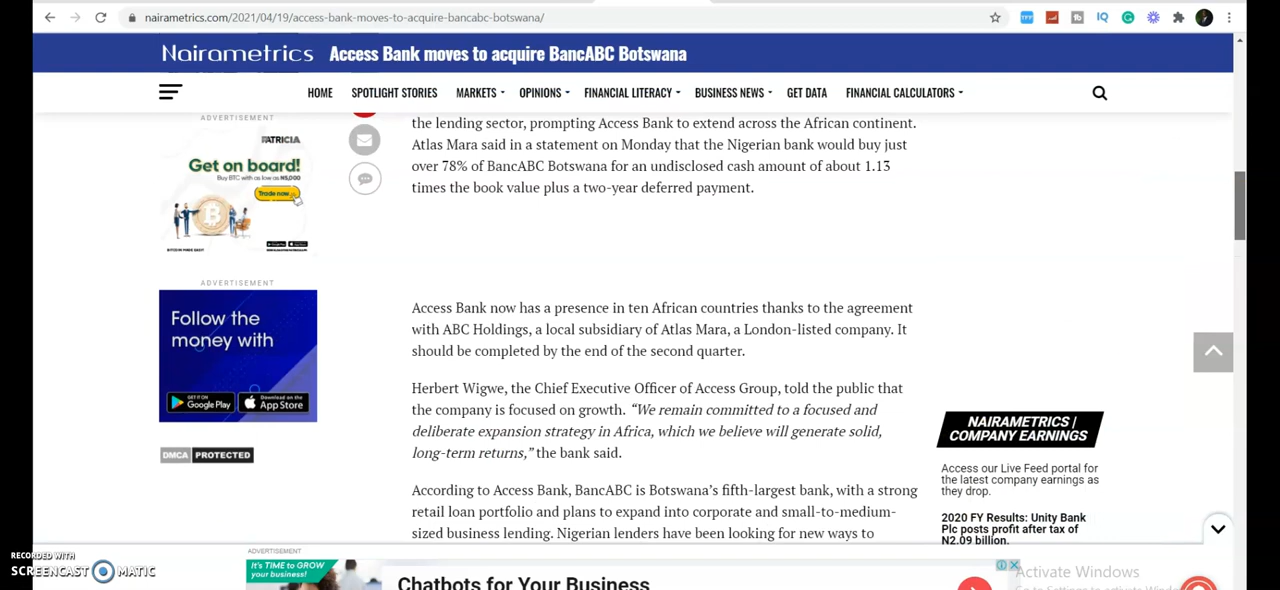 nairametrics.com/2021/04/19/access-bank-moves-to-acquire-bancabc-botswana/
Nairametrics Access Bank moves to acquire BancABC Botswana
HOME SPOTLIGHT STORIES MARKETS OPINIONS FINANCIAL LITERACY BUSINESS NEWS GET DATA FINANCIAL CALCULATORS
ADVERTISEMENT
PATRICIA
Get on board!
Buy BTC with as low as N5,000
Trade now
the lending sector, prompting Access Bank to extend across the African continent.
Atlas Mara said in a statement on Monday that the Nigerian bank would buy just
over 78% of BancABC Botswana for an undisclosed cash amount of about 1.13
times the book value plus a two-year deferred payment.
ADVERTISEMENT
Follow the
money with
GET IT ON
Google Play
Download on the
App Store
DMCA PROTECTED
Access Bank now has a presence in ten African countries thanks to the agreement
with ABC Holdings, a local subsidiary of Atlas Mara, a London-listed company. It
should be completed by the end of the second quarter.
Herbert Wigwe, the Chief Executive Officer of Access Group, told the public that
the company is focused on growth. “We remain committed to a focused and
deliberate expansion strategy in Africa, which we believe will generate solid,
long-term returns,” the bank said.
According to Access Bank, BancABC is Botswana’s fifth-largest bank, with a strong
retail loan portfolio and plans to expand into corporate and small-to-medium-
sized business lending. Nigerian lenders have been looking for new ways to
NAIRAMETRICS |
COMPANY EARNINGS
Access our Live Feed portal for
the latest company earnings as
they drop.
2020 FY Results: Unity Bank
Plc posts profit after tax of
N2.09 billion.
ADVERTISEMENT
It's TIME to GROW
your business!
Chatbots for Your Business
Activate Windows
RECORDED WITH
SCREENCAST MATIC